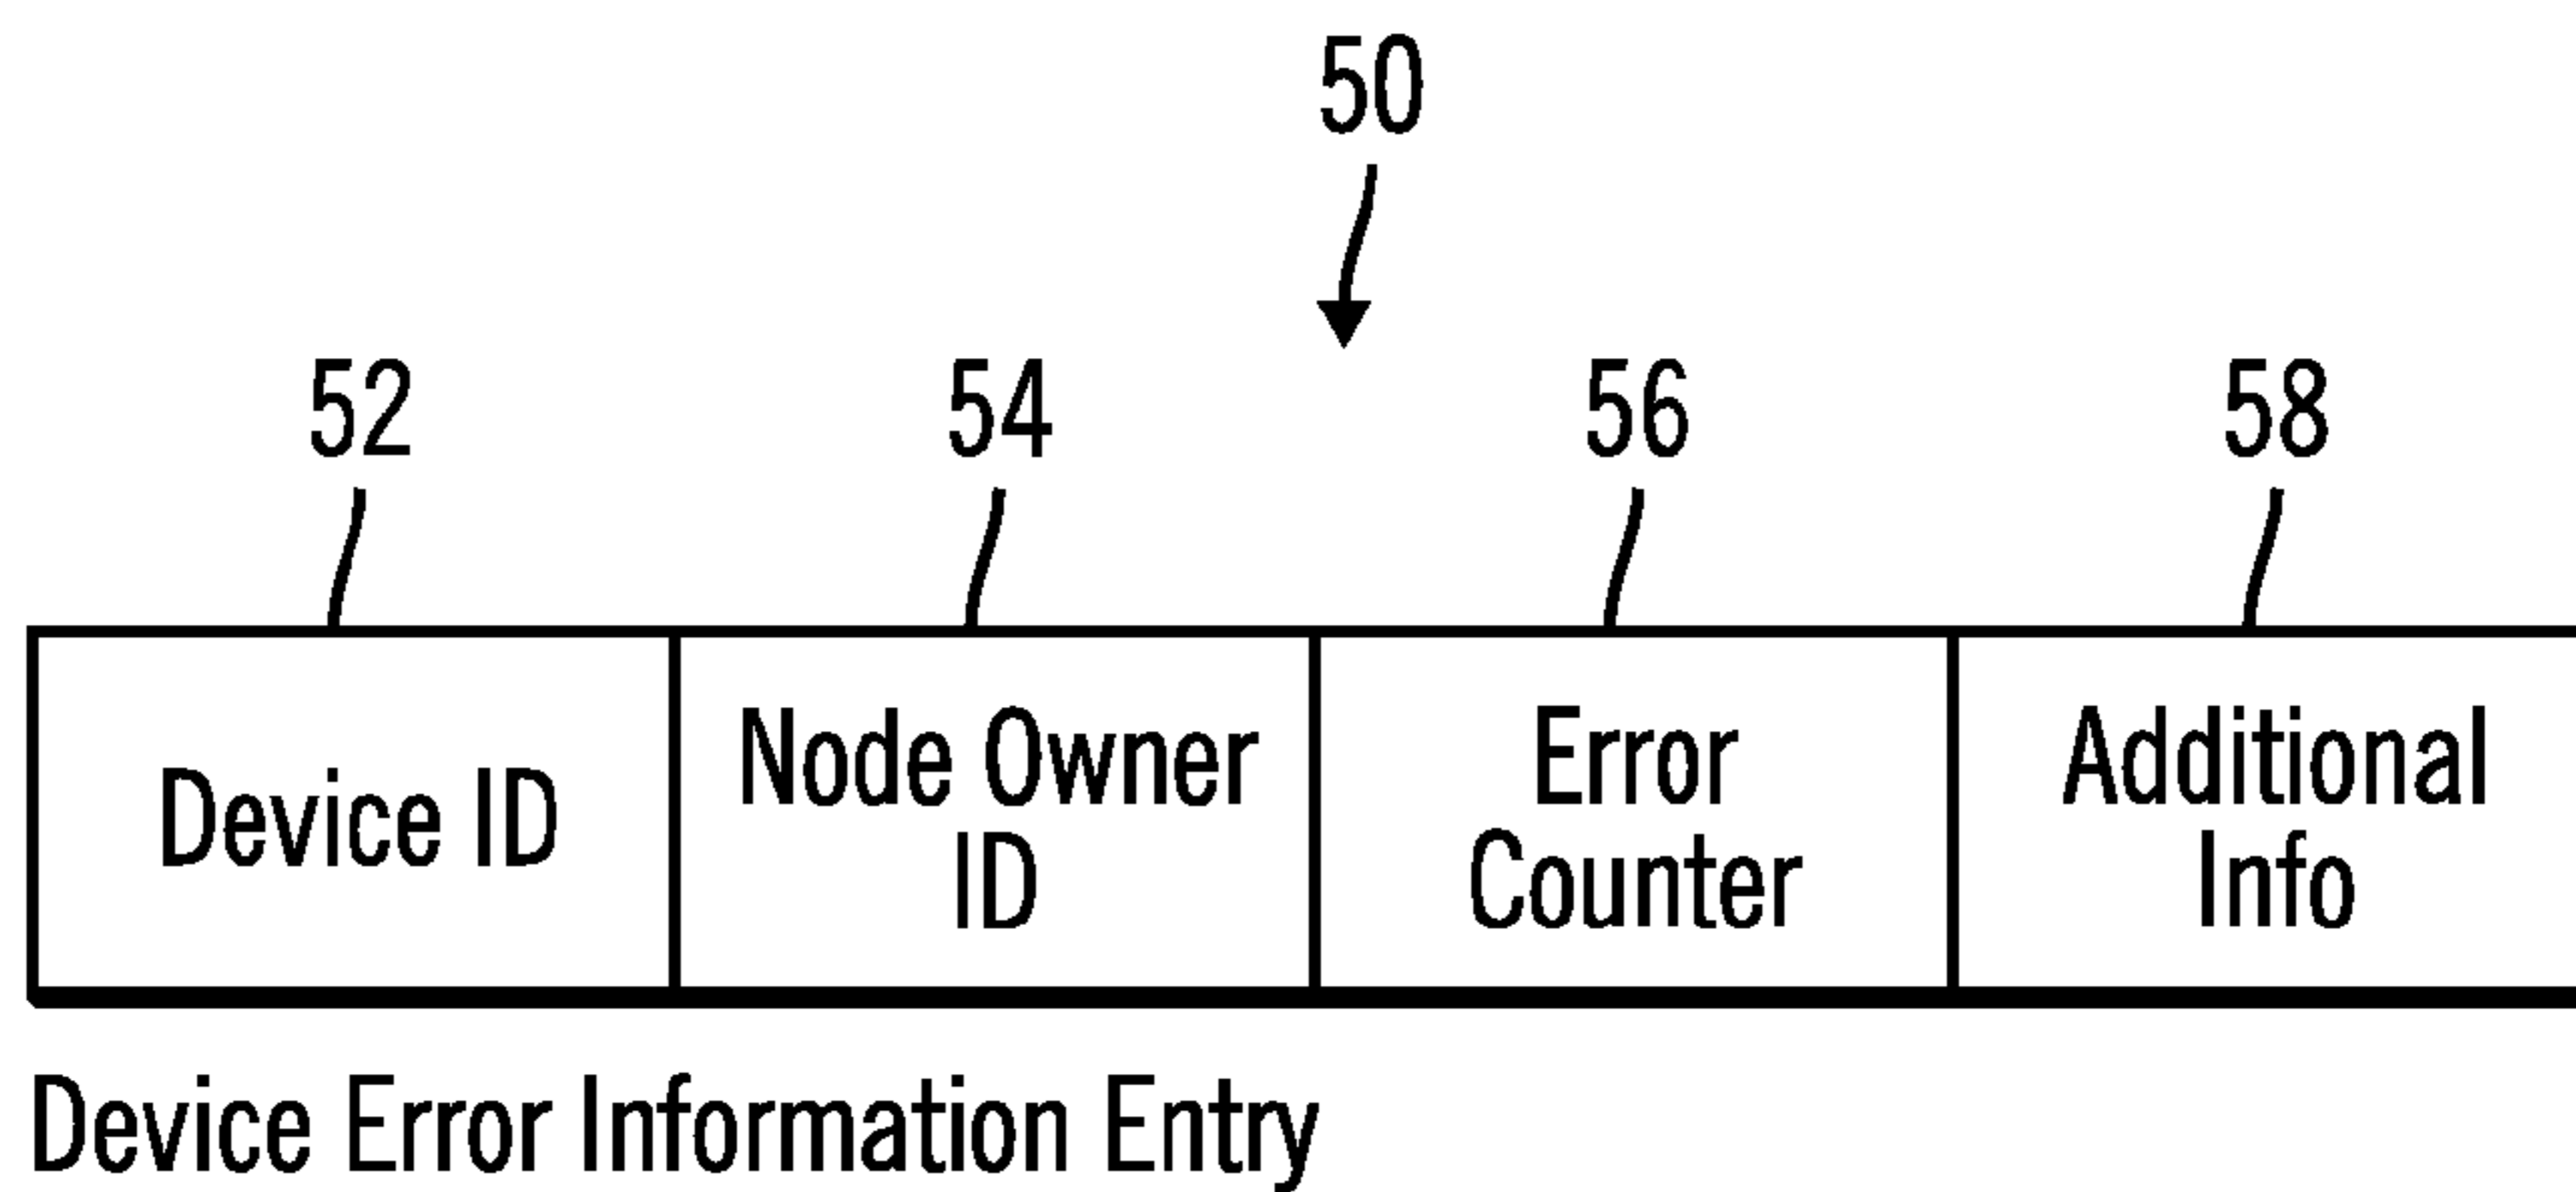 50
52 54 56 58
Device ID
Node Owner
ID
Error
Counter
Additional
Info
Device Error Information Entry